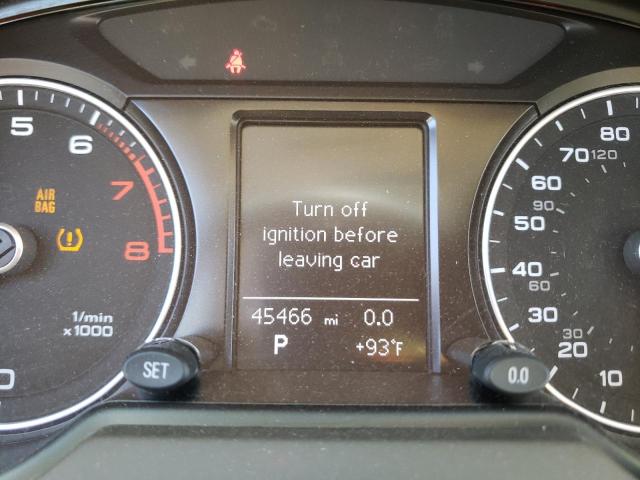 5
6
7
8
AIR
BAG
1/min
x1000
0
SET
Turn off
ignition before
leaving car
45466 mi 0.0
P +93°F
0.0
80
70 120
60
90
50
40
60
30
30
20
10